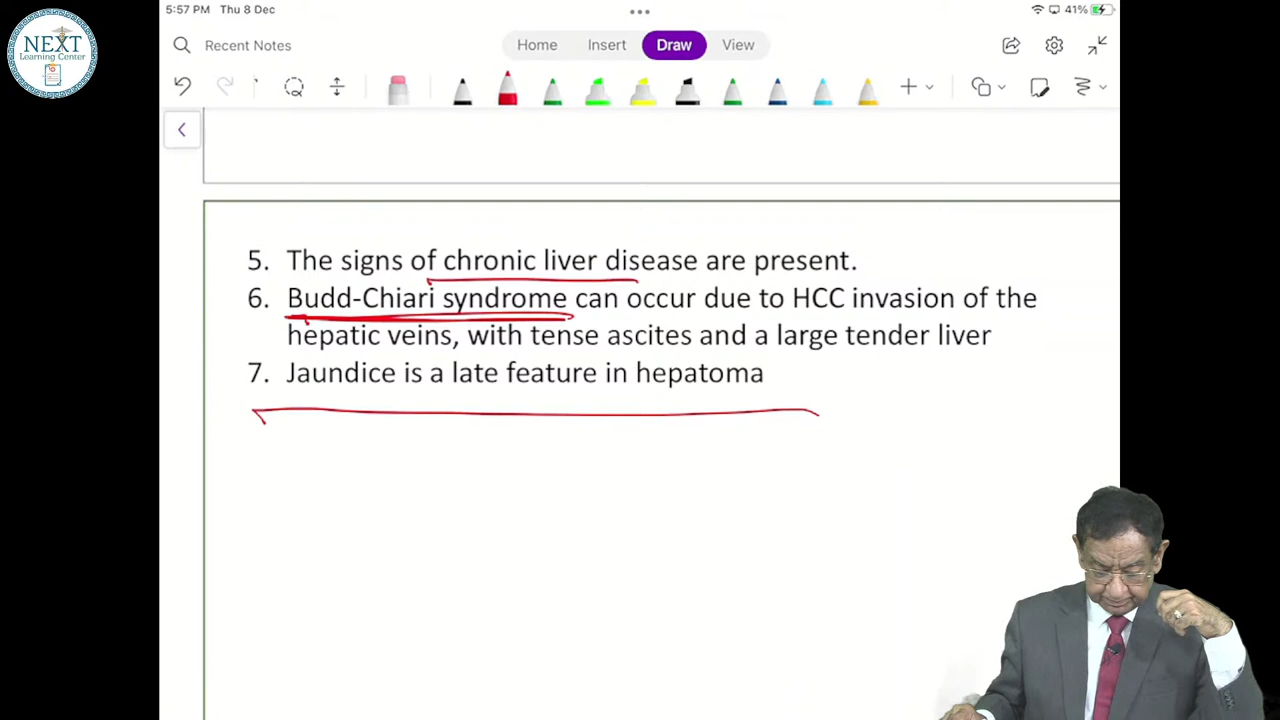 5:57 PM Thu 8 Dec
41%
NEXT
Learning Center
Recent Notes
Home Insert Draw View
5. The signs of chronic liver disease are present.
6. Budd-Chiari syndrome can occur due to HCC invasion of the
hepatic veins, with tense ascites and a large tender liver
7. Jaundice is a late feature in hepatoma